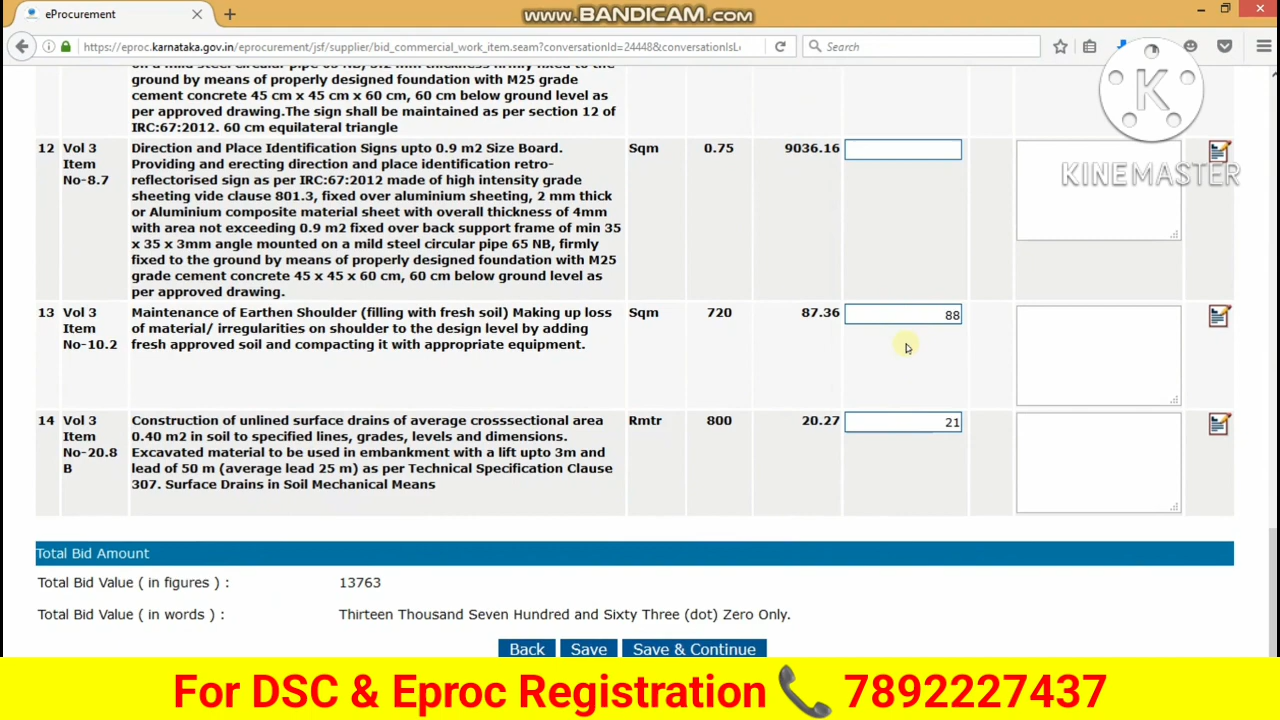 eProcurement
www.BANDICAM.com
https://eproc.karnataka.gov.in/eprocurement/jsf/supplier/bid_commercial_work_item.seam?conversationId=24448&conversationIsL
Search
K
KINEMASTER
on a mild steel circular pipe 65 NB, 3.2 mm thickness firmly fixed to the
ground by means of properly designed foundation with M25 grade
cement concrete 45 cm x 45 cm x 60 cm, 60 cm below ground level as
per approved drawing.The sign shall be maintained as per section 12 of
IRC:67:2012. 60 cm equilateral triangle
12 Vol 3 Direction and Place Identification Signs upto 0.9 m2 Size Board. Sqm 0.75 9036.16
Item Providing and erecting direction and place identification retro-
No-8.7 reflectorised sign as per IRC:67:2012 made of high intensity grade
sheeting vide clause 801.3, fixed over aluminium sheeting, 2 mm thick
or Aluminium composite material sheet with overall thickness of 4mm
with area not exceeding 0.9 m2 fixed over back support frame of min 35
x 35 x 3mm angle mounted on a mild steel circular pipe 65 NB, firmly
fixed to the ground by means of properly designed foundation with M25
grade cement concrete 45 x 45 x 60 cm, 60 cm below ground level as
per approved drawing.
13 Vol 3 Maintenance of Earthen Shoulder (filling with fresh soil) Making up loss Sqm 720 87.36 88
Item of material/ irregularities on shoulder to the design level by adding
No-10.2 fresh approved soil and compacting it with appropriate equipment.
14 Vol 3 Construction of unlined surface drains of average crosssectional area Rmtr 800 20.27 21
Item 0.40 m2 in soil to specified lines, grades, levels and dimensions.
No-20.8 Excavated material to be used in embankment with a lift upto 3m and
B lead of 50 m (average lead 25 m) as per Technical Specification Clause
307. Surface Drains in Soil Mechanical Means
Total Bid Amount
Total Bid Value ( in figures ) : 13763
Total Bid Value ( in words ) : Thirteen Thousand Seven Hundred and Sixty Three (dot) Zero Only.
Back Save Save & Continue
For DSC & Eproc Registration 7892227437